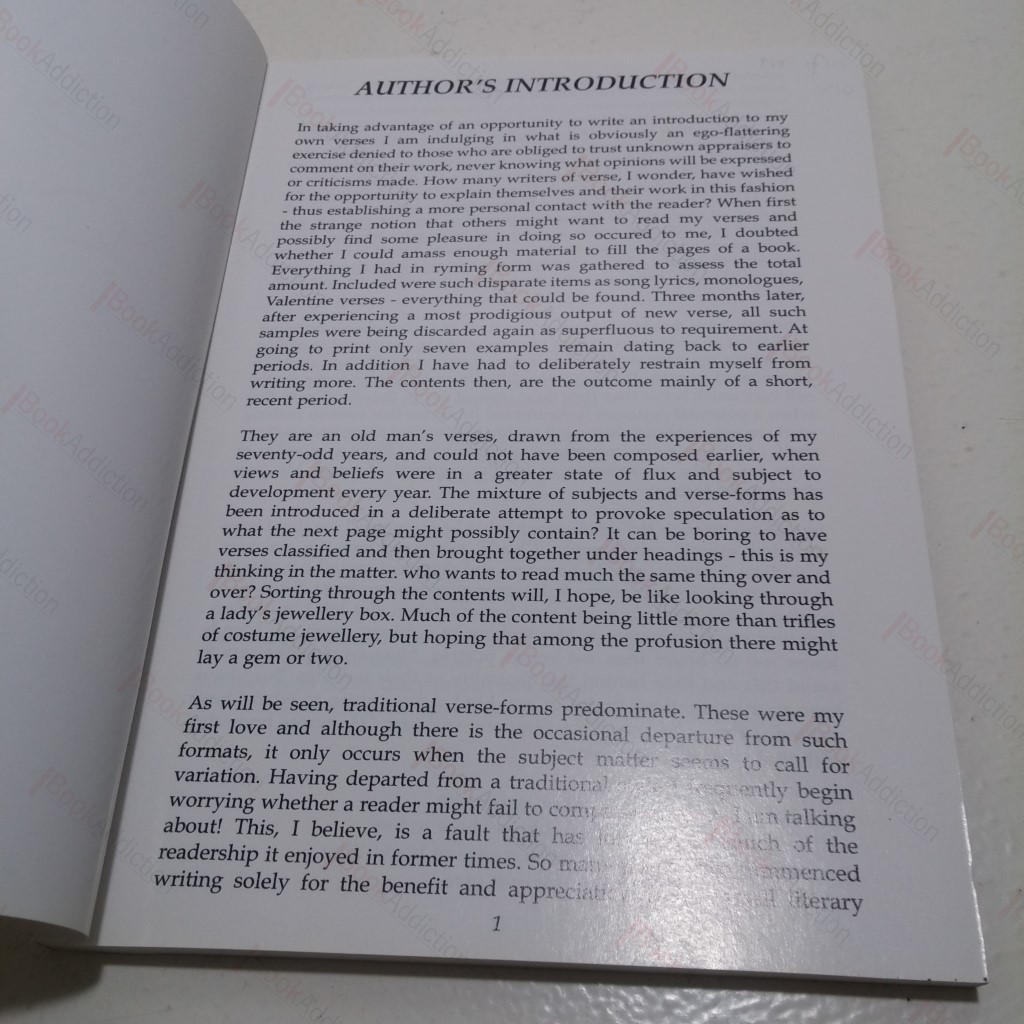 AUTHOR'S INTRODUCTION
In taking advantage of an opportunity to write an introduction to my
own verses I am indulging in what is obviously an ego-flattering
exercise denied to those who are obliged to trust unknown appraisers to
comment on their work, never knowing what opinions will be expressed
or criticisms made. How many writers of verse, I wonder, have wished
for the opportunity to explain themselves and their work in this fashion
- thus establishing a more personal contact with the reader? When first
the strange notion that others might want to read my verses and
possibly find some pleasure in doing so occured to me, I doubted
whether I could amass enough material to fill the pages of a book.
Everything I had in ryming form was gathered to assess the total
amount. Included were such disparate items as song lyrics, monologues,
Valentine verses - everything that could be found. Three months later,
after experiencing a most prodigious output of new verse, all such
samples were being discarded again as superfluous to requirement. At
going to print only seven examples remain dating back to earlier
periods. In addition I have had to deliberately restrain myself from
writing more. The contents then, are the outcome mainly of a short,
recent period.
They are an old man's verses, drawn from the experiences of my
seventy-odd years, and could not have been composed earlier, when
views and beliefs were in a greater state of flux and subject to
development every year. The mixture of subjects and verse-forms has
been introduced in a deliberate attempt to provoke speculation as to
what the next page might possibly contain? It can be boring to have
verses classified and then brought together under headings - this is my
thinking in the matter. who wants to read much the same thing over and
over? Sorting through the contents will, I hope, be like looking through
a lady's jewellery box. Much of the content being little more than trifles
of costume jewellery, but hoping that among the profusion there might
lay a gem or two.
As will be seen, traditional verse-forms predominate. These were my
first love and although there is the occasional departure from such
formats, it only occurs when the subject matter seems to call for
variation. Having departed from a traditional frequently begin
worrying whether a reader might fail to I am talking
about! This, I believe, is a fault that has much of the
readership it enjoyed in former times. So commenced
writing solely for the benefit and literary
1